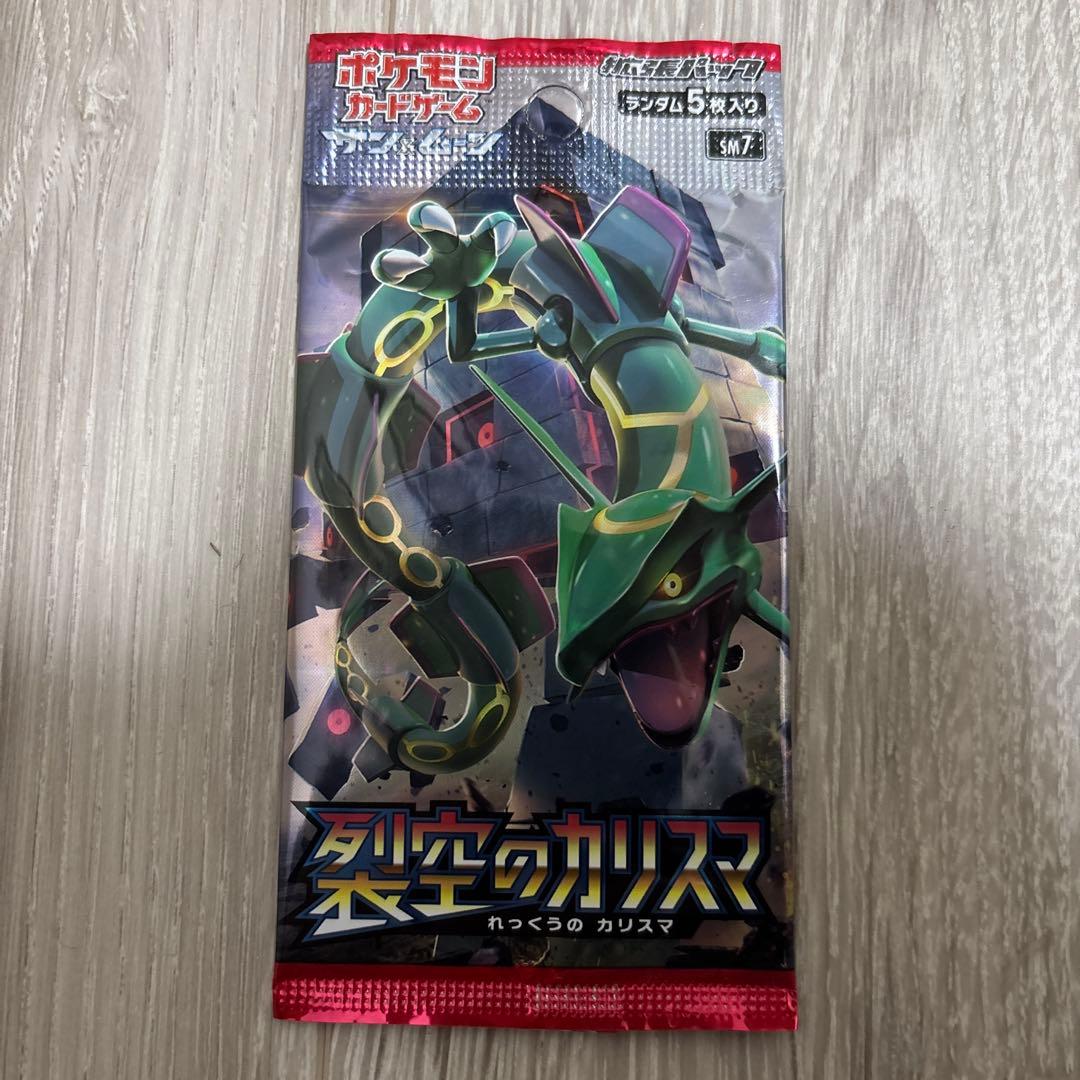 ポケモン
カードゲーム
サン&ムーン
拡張パック
ランダム5枚入り
SM7
裂空のカリスマ
れっくうの カリスマ